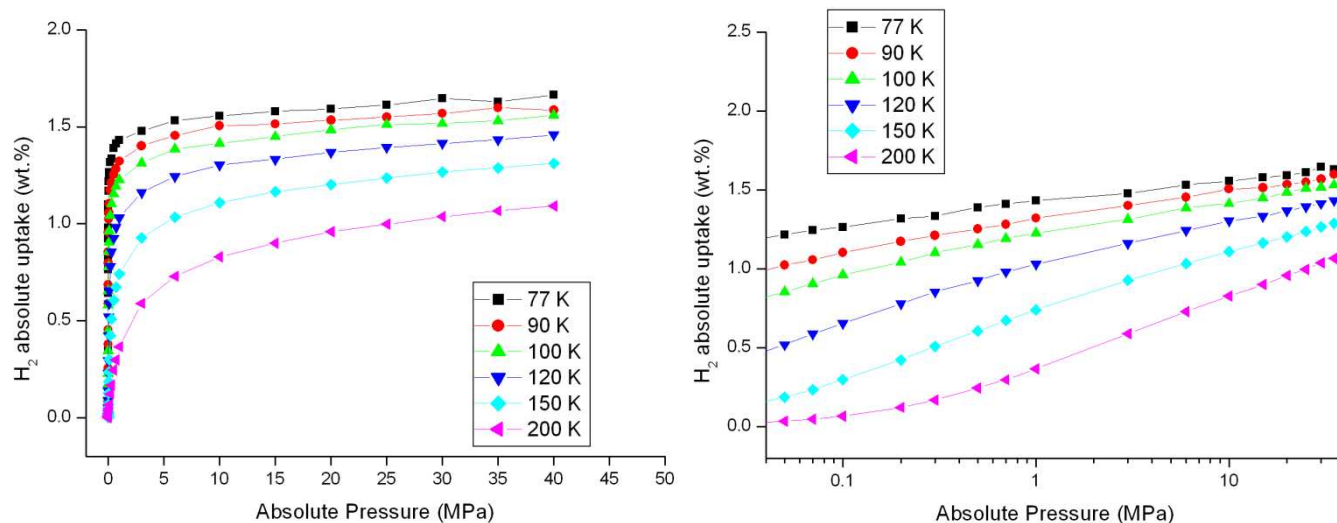 2.0
1.5
1.0
0.5
0.0
H2 absolute uptake (wt.%)
0 5 10 15 20 25 30 35 40 45 50
Absolute Pressure (MPa)
77 K
90 K
100 K
120 K
150 K
200 K
2.5
2.0
1.5
1.0
0.5
0.0
H2 absolute uptake (wt.%)
0.1 1 10
Absolute Pressure (MPa)
77 K
90 K
100 K
120 K
150 K
200 K